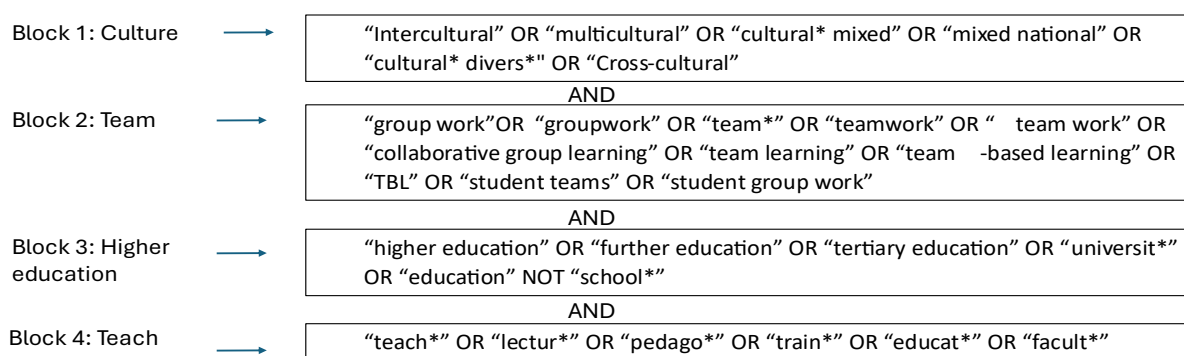 Block 1: Culture
“Intercultural” OR “multicultural” OR “cultural* mixed” OR “mixed national” OR
“cultural* divers*" OR “Cross-cultural”
AND
Block 2: Team
“group work”OR “groupwork” OR “team*” OR “teamwork” OR “ team work” OR
“collaborative group learning” OR “team learning” OR “team -based learning” OR
“TBL” OR “student teams” OR “student group work”
AND
Block 3: Higher
education
“higher education” OR “further education” OR “tertiary education” OR “universit*”
OR “education” NOT “school*”
AND
Block 4: Teach
“teach*” OR “lectur*” OR “pedago*” OR “train*” OR “educat*” OR “facult*”